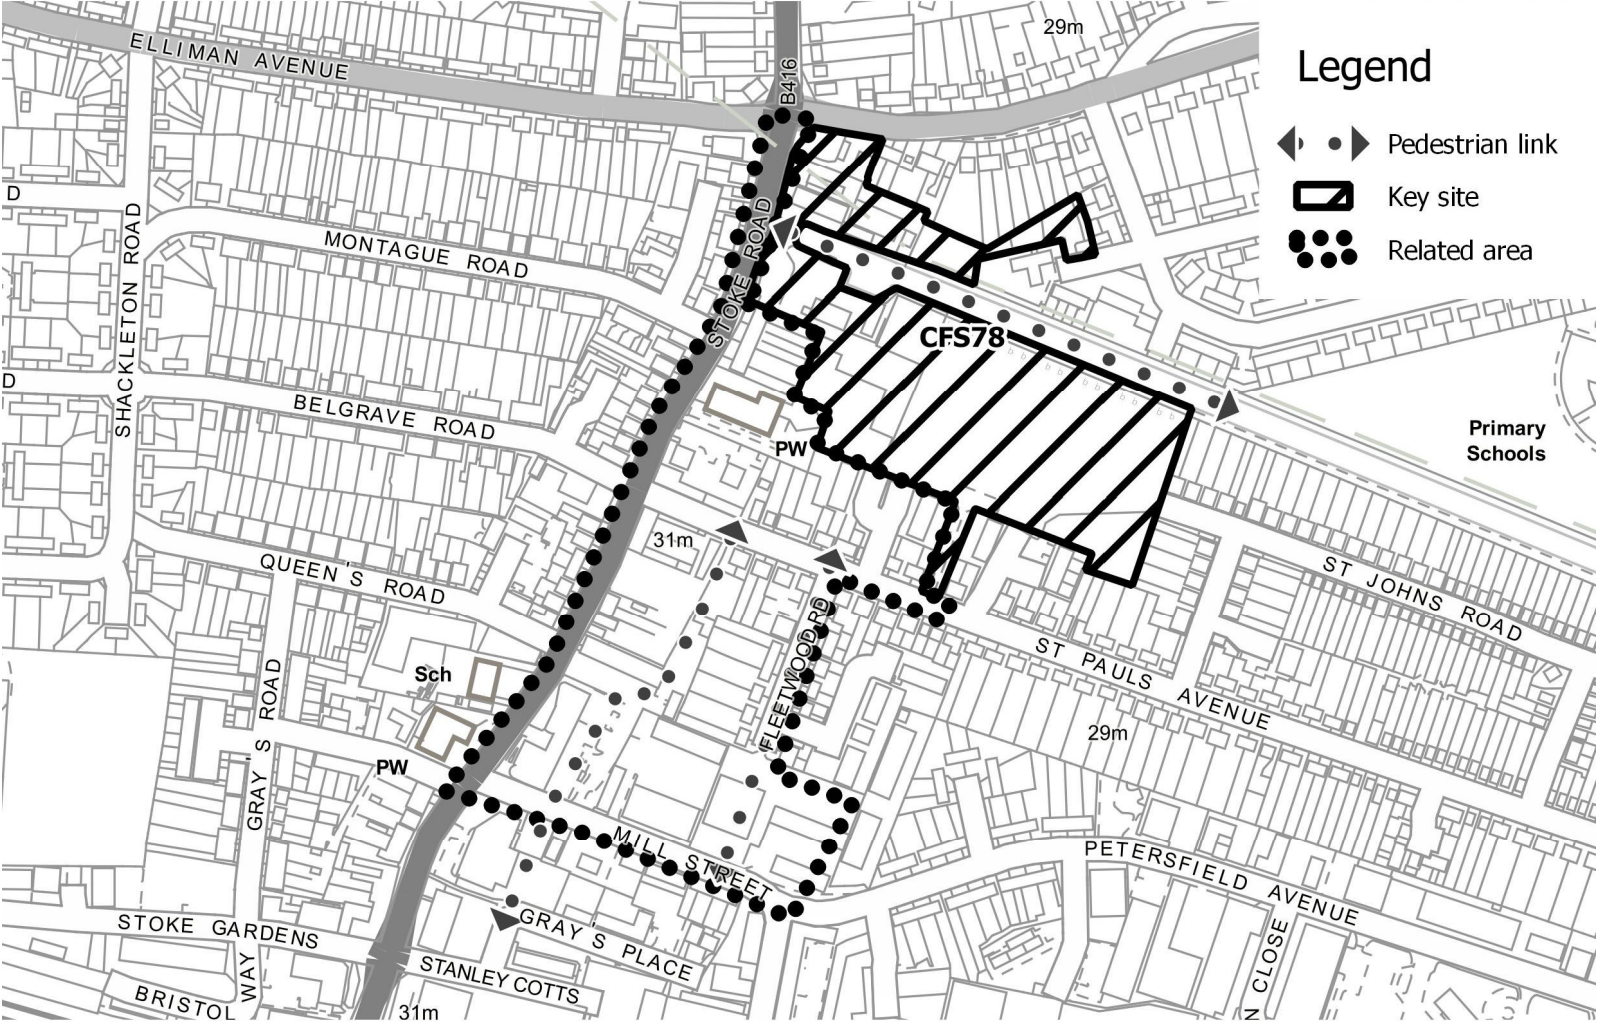 29m
ELLIMAN AVENUE
B416
Legend
Pedestrian link
Key site
Related area
D
SHACKLETON ROAD
MONTAGUE ROAD
STOKE ROAD
CFS78
D
BELGRAVE ROAD
PW
Primary
Schools
31m
QUEEN'S ROAD
ST JOHNS ROAD
FLEETWOOD RD
ST PAULS AVENUE
Sch
GRAY'S ROAD
29m
PW
MILL STREET
PETERSFIELD AVENUE
STOKE GARDENS
GRAY'S PLACE
WAY
STANLEY COTTS
N CLOSE
BRISTOL
31m